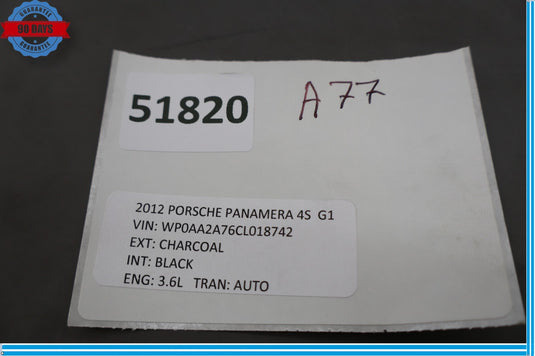 GUARANTEE
90 DAYS
GUARANTEE
51820
A77
2012 PORSCHE PANAMERA 4S G1
VIN: WP0AA2A76CL018742
EXT: CHARCOAL
INT: BLACK
ENG: 3.6L TRAN: AUTO